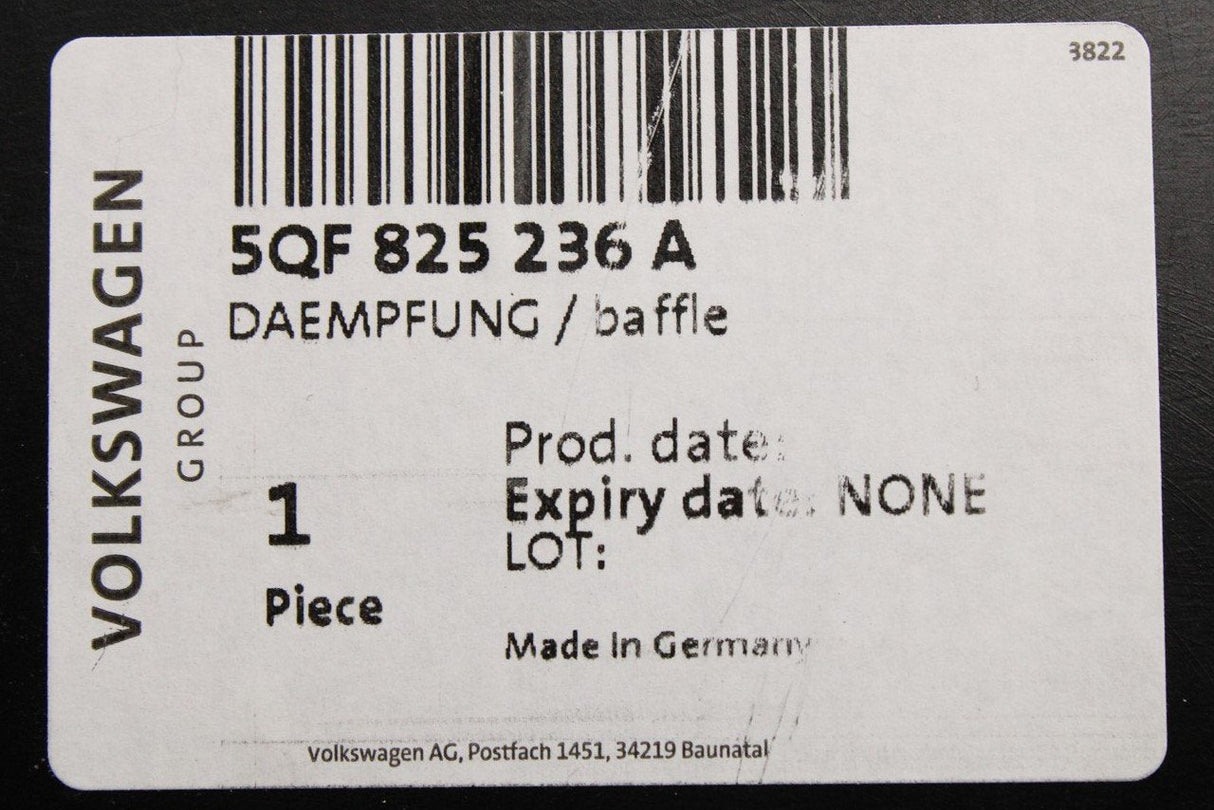 3822
VOLKSWAGEN
GROUP
5QF 825 236 A
DAEMPFUNG / baffle
Prod. date:
Expiry date: NONE
LOT:
1
Piece
Made In Germany
Volkswagen AG, Postfach 1451, 34219 Baunatal